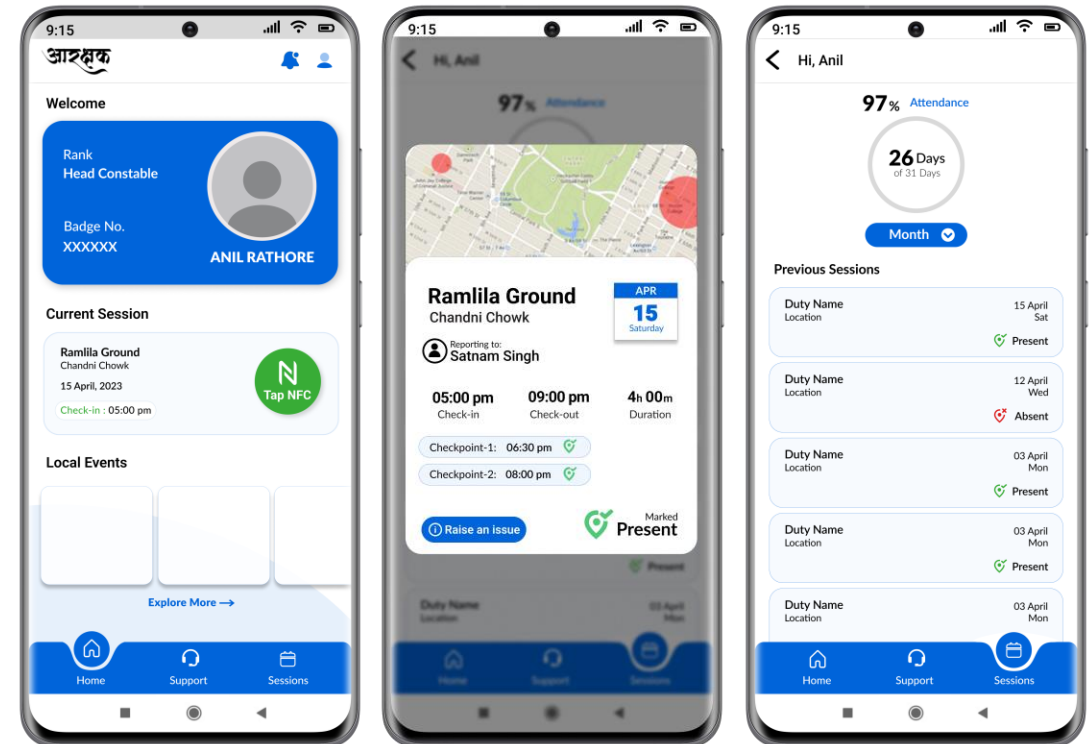 9:15
आरक्षक
Welcome
Rank
Head Constable
Badge No.
XXXXXX
ANIL RATHORE
Current Session
Ramlila Ground
Chandni Chowk
15 April, 2023
Check-in : 05:00 pm
Tap NFC
Local Events
Explore More →
Home Support Sessions
9:15
Hi, Anil
97% Attendance
Ramlila Ground
Chandni Chowk
APR
15
Saturday
Reporting to:
Satnam Singh
05:00 pm 09:00 pm 4h 00m
Check-in Check-out Duration
Checkpoint-1: 06:30 pm
Checkpoint-2: 08:00 pm
Raise an issue
Marked
Present
Present
Duty Name 03 April
Location Mon
Home Support Sessions
9:15
Hi, Anil
97% Attendance
26 Days
of 31 Days
Month
Previous Sessions
Duty Name 15 April
Location Sat
Present
Duty Name 12 April
Location Wed
Absent
Duty Name 03 April
Location Mon
Present
Duty Name 03 April
Location Mon
Present
Duty Name 03 April
Location Mon
Home Support Sessions